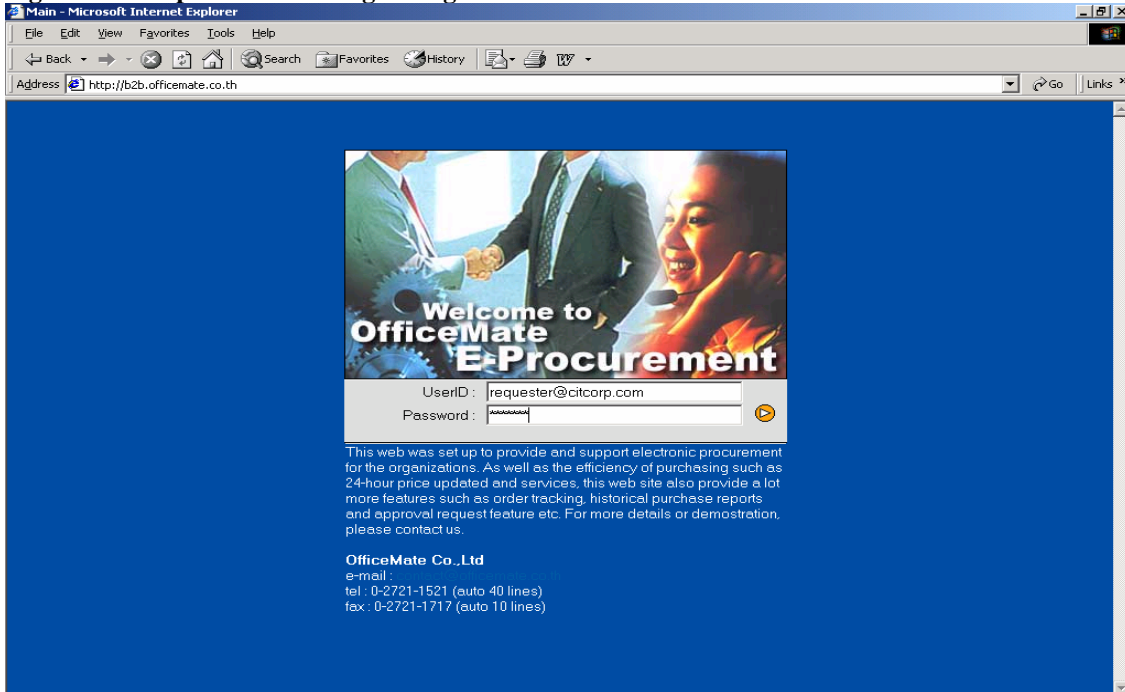 Main - Microsoft Internet Explorer
File Edit View Favorites Tools Help
Back Search Favorites History
Address http://b2b.officemate.co.th Go Links »
Welcome to
OfficeMate
E-Procurement
UserID : requester@citcorp.com
Password : *******
This web was set up to provide and support electronic procurement
for the organizations. As well as the efficiency of purchasing such as
24-hour price updated and services, this web site also provide a lot
more features such as order tracking, historical purchase reports
and approval request feature etc. For more details or demostration,
please contact us.
OfficeMate Co.,Ltd
e-mail :
tel : 0-2721-1521 (auto 40 lines)
fax : 0-2721-1717 (auto 10 lines)